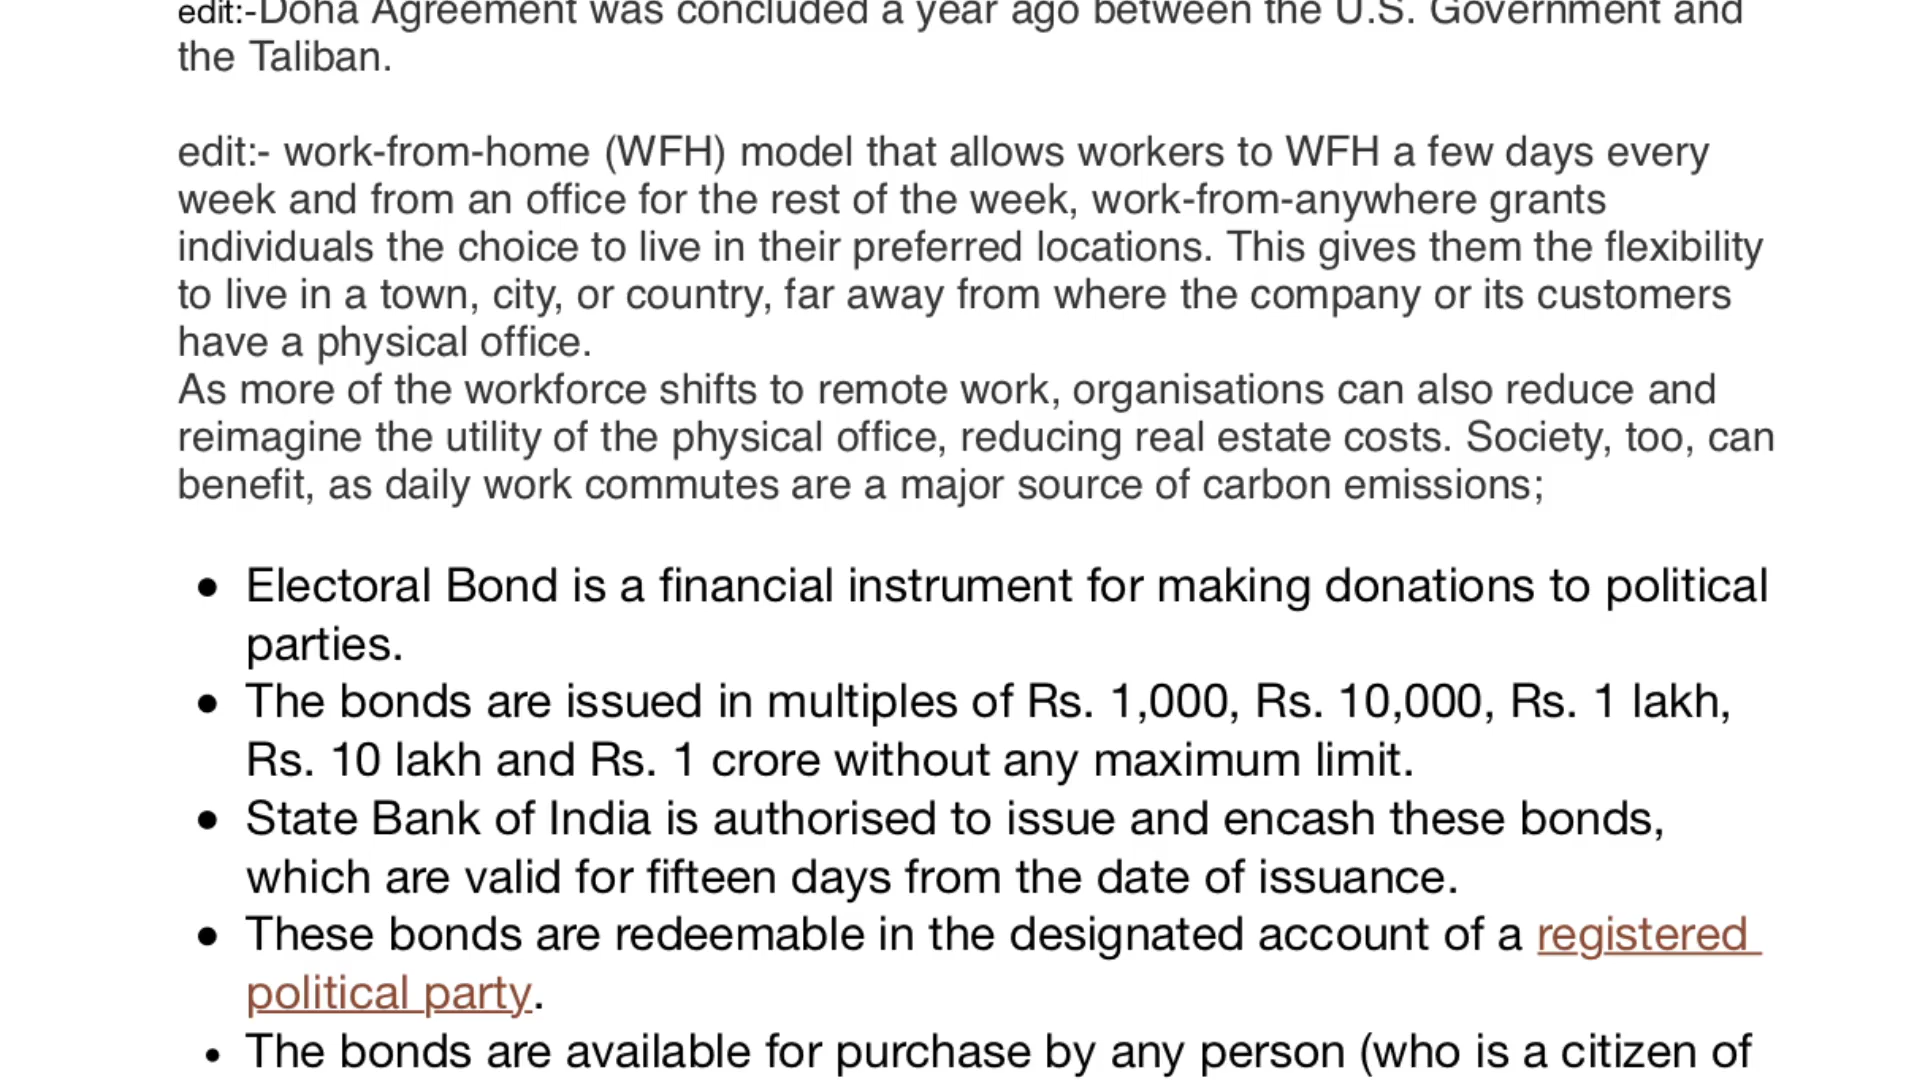 edit:-Doha Agreement was concluded a year ago between the U.S. Government and
the Taliban.
edit:- work-from-home (WFH) model that allows workers to WFH a few days every
week and from an office for the rest of the week, work-from-anywhere grants
individuals the choice to live in their preferred locations. This gives them the flexibility
to live in a town, city, or country, far away from where the company or its customers
have a physical office.
As more of the workforce shifts to remote work, organisations can also reduce and
reimagine the utility of the physical office, reducing real estate costs. Society, too, can
benefit, as daily work commutes are a major source of carbon emissions;
● Electoral Bond is a financial instrument for making donations to political
parties.
● The bonds are issued in multiples of Rs. 1,000, Rs. 10,000, Rs. 1 lakh,
Rs. 10 lakh and Rs. 1 crore without any maximum limit.
● State Bank of India is authorised to issue and encash these bonds,
which are valid for fifteen days from the date of issuance.
● These bonds are redeemable in the designated account of a registered
political party.
• The bonds are available for purchase by any person (who is a citizen of